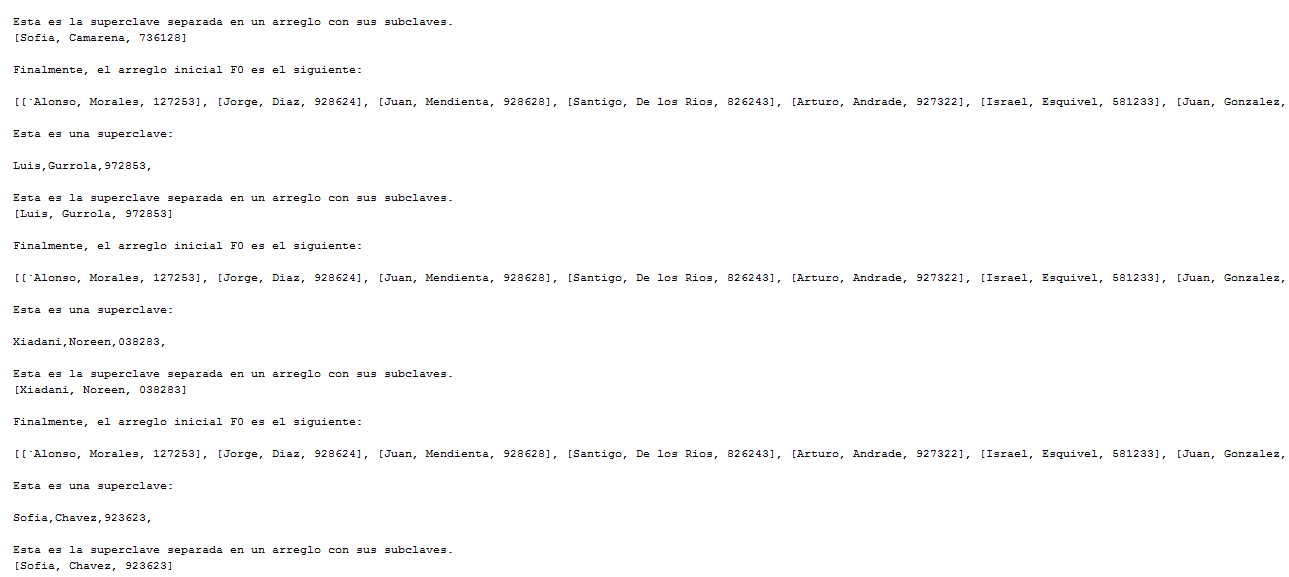 Esta es la superclave separada en un arreglo con sus subclaves.
[Sofia, Camarena, 736128]
Finalmente, el arreglo inicial F0 es el siguiente:
[[¨Alonso, Morales, 127253], [Jorge, Diaz, 928624], [Juan, Mendienta, 928628], [Santigo, De los Rios, 826243], [Arturo, Andrade, 927322], [Israel, Esquivel, 581233], [Juan, Gonzalez,
Esta es una superclave:
Luis,Gurrola,972853,
Esta es la superclave separada en un arreglo con sus subclaves.
[Luis, Gurrola, 972853]
Finalmente, el arreglo inicial F0 es el siguiente:
[[¨Alonso, Morales, 127253], [Jorge, Diaz, 928624], [Juan, Mendienta, 928628], [Santigo, De los Rios, 826243], [Arturo, Andrade, 927322], [Israel, Esquivel, 581233], [Juan, Gonzalez,
Esta es una superclave:
Xiadani,Noreen,038283,
Esta es la superclave separada en un arreglo con sus subclaves.
[Xiadani, Noreen, 038283]
Finalmente, el arreglo inicial F0 es el siguiente:
[[¨Alonso, Morales, 127253], [Jorge, Diaz, 928624], [Juan, Mendienta, 928628], [Santigo, De los Rios, 826243], [Arturo, Andrade, 927322], [Israel, Esquivel, 581233], [Juan, Gonzalez,
Esta es una superclave:
Sofia,Chavez,923623,
Esta es la superclave separada en un arreglo con sus subclaves.
[Sofia, Chavez, 923623]